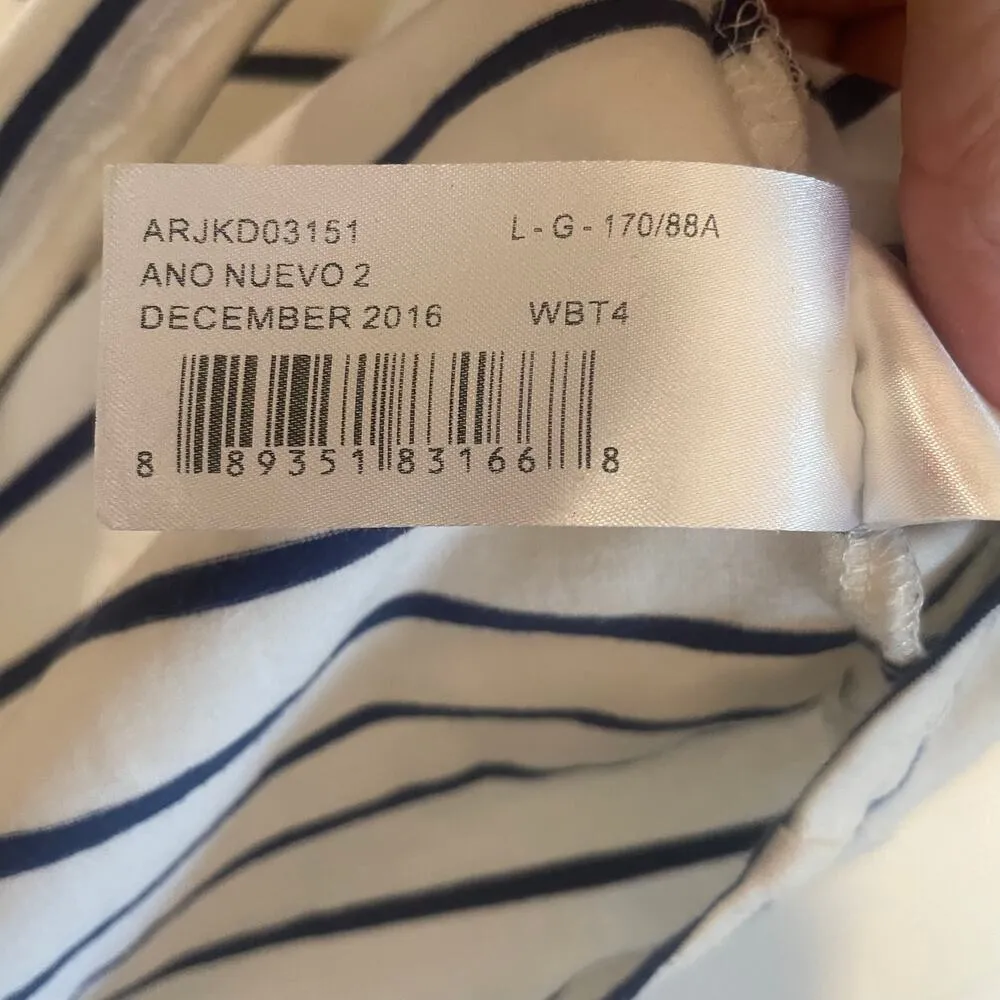 ARJKD03151 L - G - 170/88A
ANO NUEVO 2
DECEMBER 2016 WBT4
8 89351 83166 8